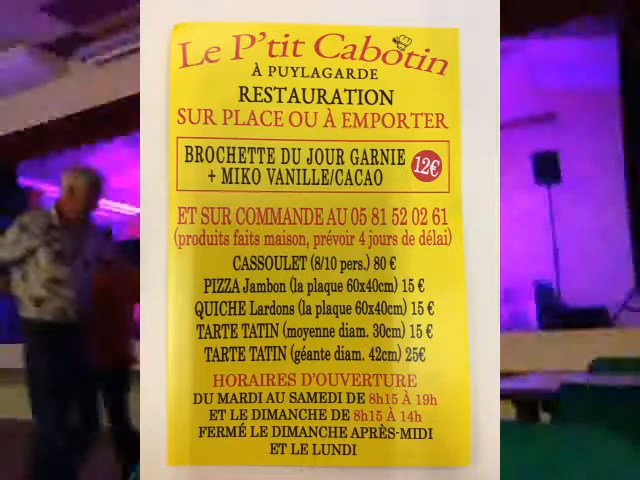 Le P'tit Cabotin
À PUYLAGARDE
RESTAURATION
SUR PLACE OU À EMPORTER
BROCHETTE DU JOUR GARNIE
+ MIKO VANILLE/CACAO
12€
ET SUR COMMANDE AU 05 81 52 02 61
(produits faits maison, prévoir 4 jours de délai)
CASSOULET (8/10 pers.) 80 €
PIZZA Jambon (la plaque 60x40cm) 15 €
QUICHE Lardons (la plaque 60x40cm) 15 €
TARTE TATIN (moyenne diam. 30cm) 15 €
TARTE TATIN (géante diam. 42cm) 25€
HORAIRES D'OUVERTURE
DU MARDI AU SAMEDI DE 8h15 À 19h
ET LE DIMANCHE DE 8h15 À 14h
FERMÉ LE DIMANCHE APRÈS-MIDI
ET LE LUNDI